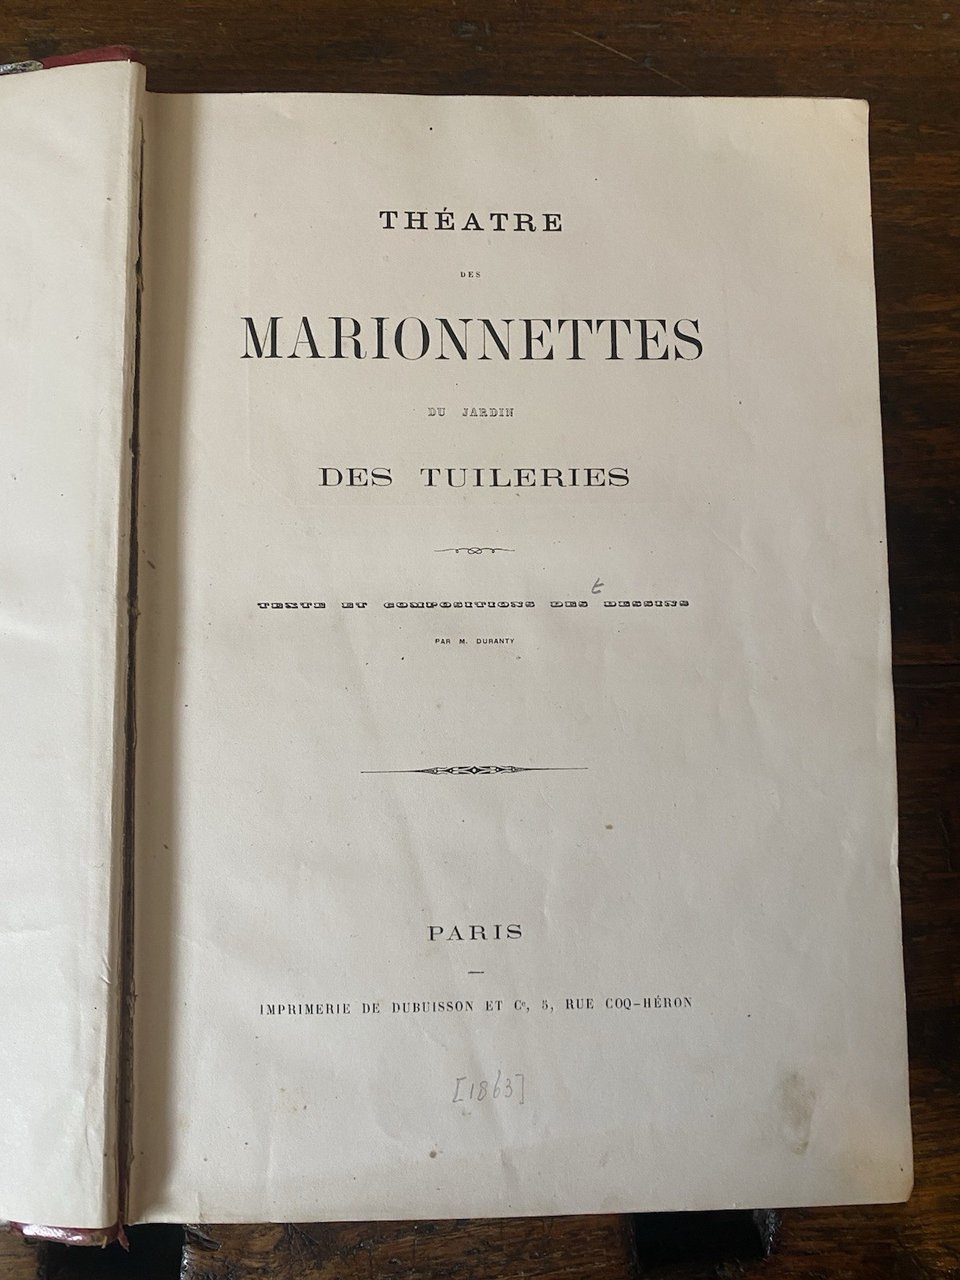 THÉATRE
DES
MARIONNETTES
DU JARDIN
DES TUILERIES
t
TEXTE ET COMPOSITIONS DES DESSINS
PAR M. DURANTY
PARIS
IMPRIMERIE DE DUBUISSON ET Cᵉ, 5, RUE COQ-HÉRON
[1863]